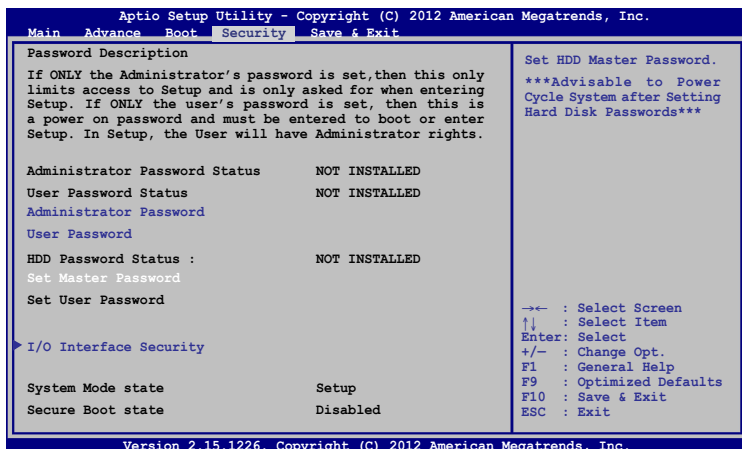 Aptio Setup Utility - Copyright (C) 2012 American Megatrends, Inc.
Main Advance Boot Security Save & Exit
Password Description
If ONLY the Administrator's password is set,then this only
limits access to Setup and is only asked for when entering
Setup. If ONLY the user's password is set, then this is
a power on password and must be entered to boot or enter
Setup. In Setup, the User will have Administrator rights.
Administrator Password Status NOT INSTALLED
User Password Status NOT INSTALLED
Administrator Password
User Password
HDD Password Status : NOT INSTALLED
Set Master Password
Set User Password
I/O Interface Security
System Mode state Setup
Secure Boot state Disabled
Set HDD Master Password.
***Advisable to Power
Cycle System after Setting
Hard Disk Passwords***
→← : Select Screen
↑↓ : Select Item
Enter: Select
+/— : Change Opt.
F1 : General Help
F9 : Optimized Defaults
F10 : Save & Exit
ESC : Exit
Version 2.15.1226. Copyright (C) 2012 American Megatrends, Inc.